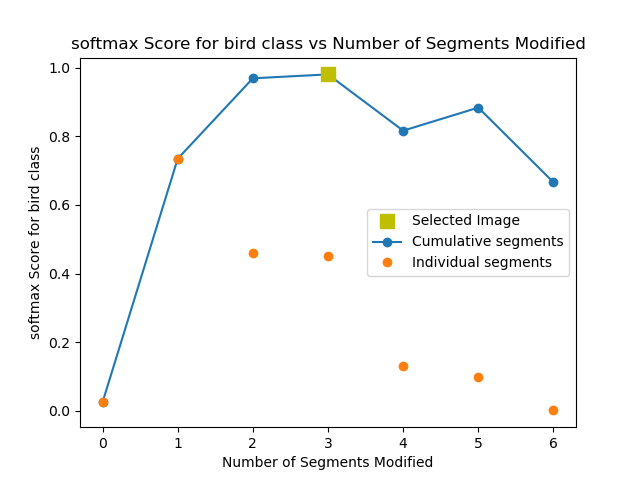 softmax Score for bird class vs Number of Segments Modified
1.0
0.8
0.6
0.4
0.2
0.0
softmax Score for bird class
Selected Image
Cumulative segments
Individual segments
0 1 2 3 4 5 6
Number of Segments Modified